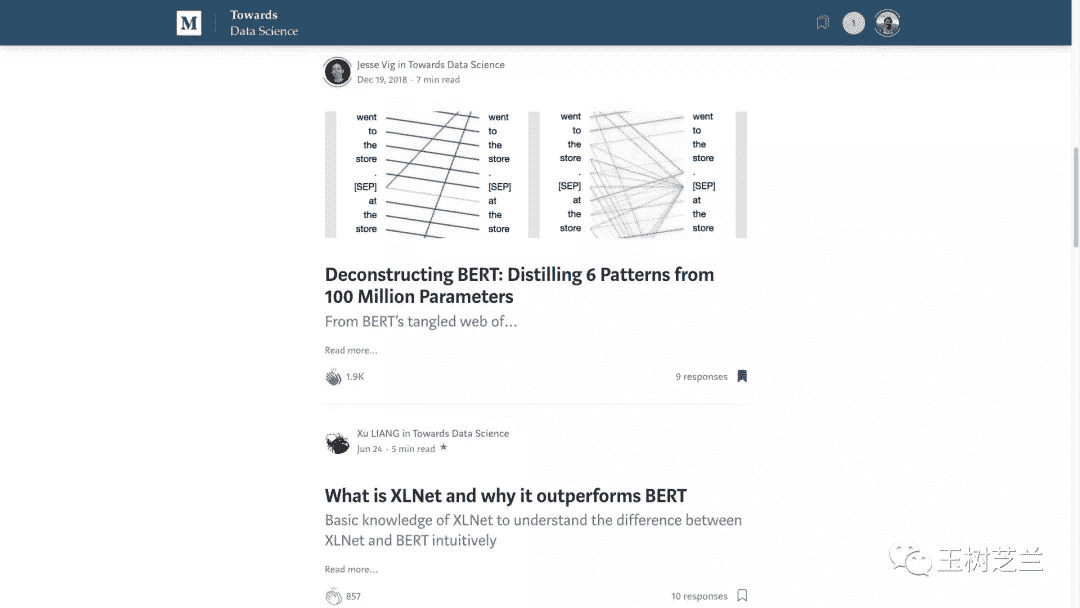 M
Towards
Data Science
1
Jesse Vig in Towards Data Science
Dec 19, 2018 · 7 min read
went went went went
to to to to
the the the the
store store store store
. . . .
[SEP] [SEP] [SEP] [SEP]
at at at at
the the the the
store store store store
Deconstructing BERT: Distilling 6 Patterns from
100 Million Parameters
From BERT’s tangled web of…
Read more…
1.9K 9 responses
Xu LIANG in Towards Data Science
Jun 24 · 5 min read ★
What is XLNet and why it outperforms BERT
Basic knowledge of XLNet to understand the difference between
XLNet and BERT intuitively
Read more…
857 10 responses
玉树芝兰